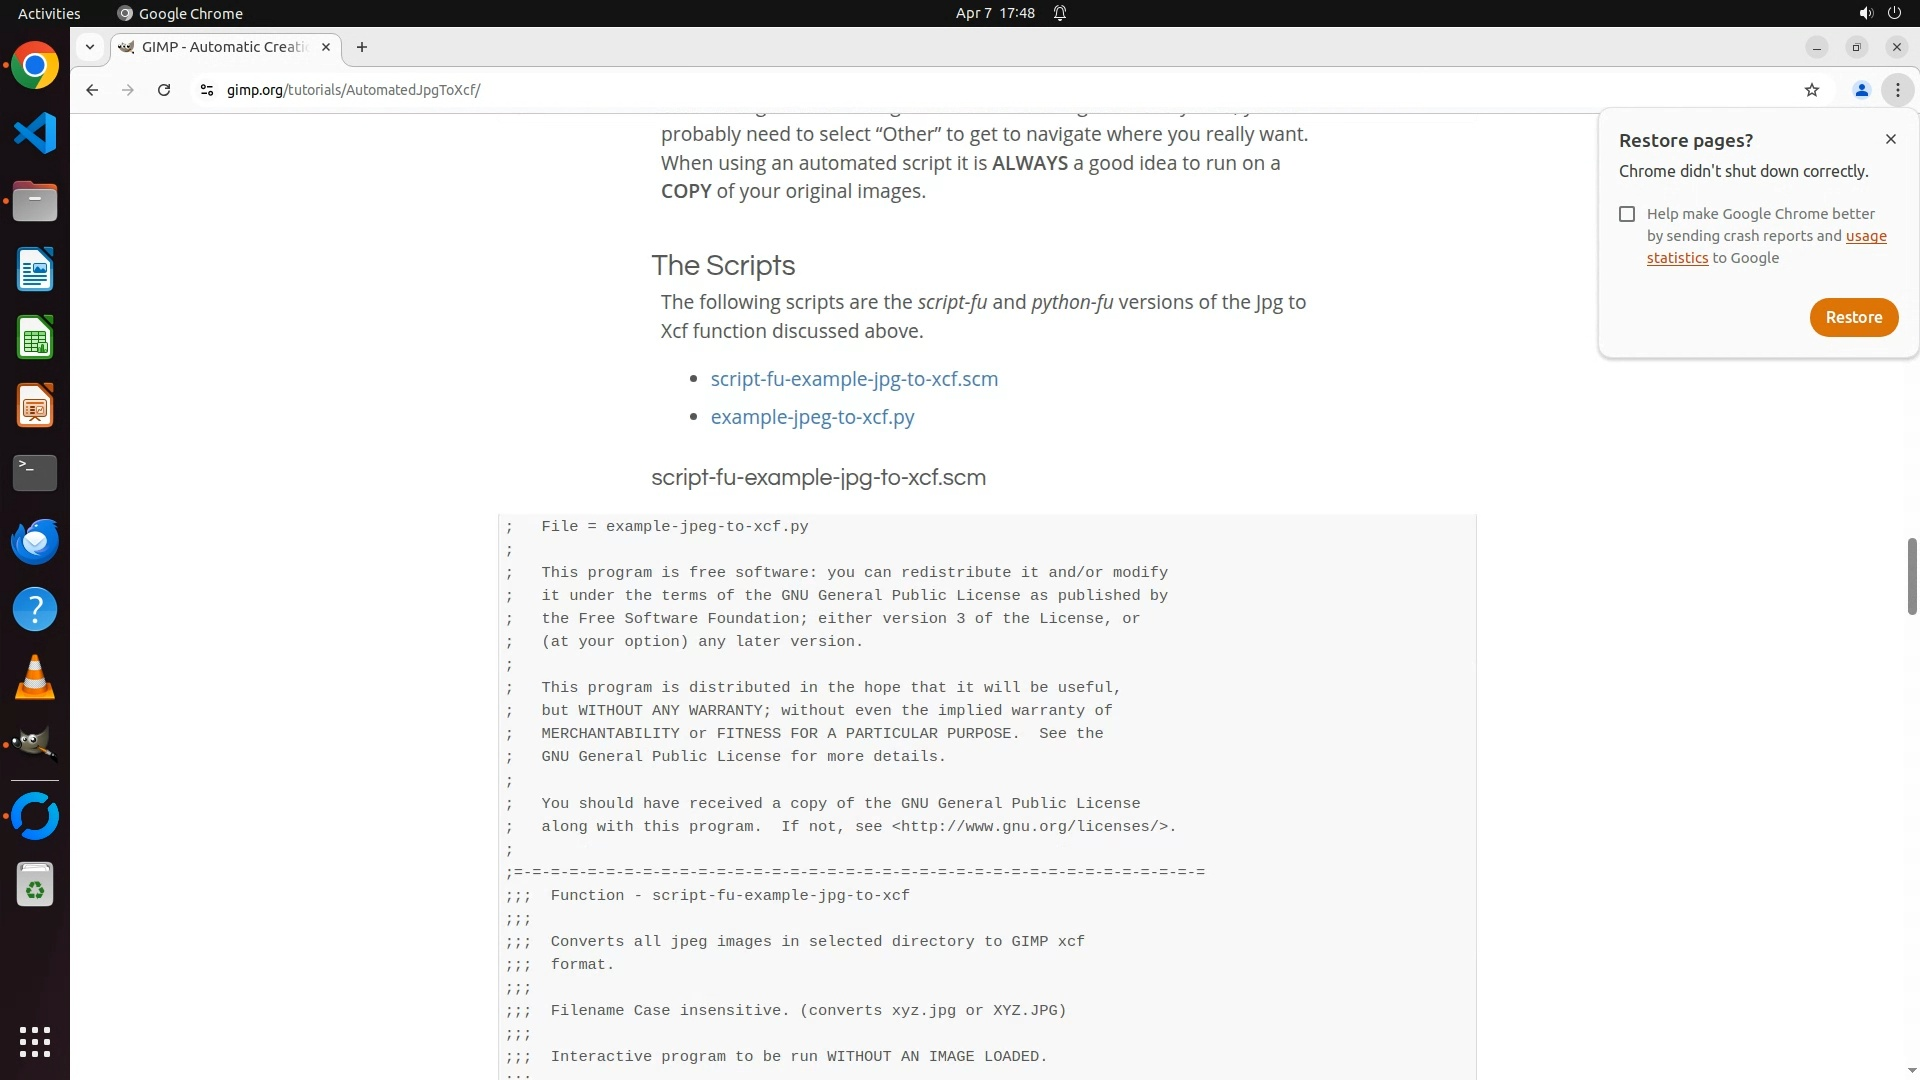 Activities
Google Chrome
Apr 7 17:48
GIMP - Automatic Creatio
gimp.org/tutorials/AutomatedJpgToXcf/
probably need to select “Other” to get to navigate where you really want.
When using an automated script it is ALWAYS a good idea to run on a
COPY of your original images.
The Scripts
The following scripts are the script-fu and python-fu versions of the Jpg to
Xcf function discussed above.
script-fu-example-jpg-to-xcf.scm
example-jpeg-to-xcf.py
script-fu-example-jpg-to-xcf.scm
; File = example-jpeg-to-xcf.py
;
; This program is free software: you can redistribute it and/or modify
; it under the terms of the GNU General Public License as published by
; the Free Software Foundation; either version 3 of the License, or
; (at your option) any later version.
;
; This program is distributed in the hope that it will be useful,
; but WITHOUT ANY WARRANTY; without even the implied warranty of
; MERCHANTABILITY or FITNESS FOR A PARTICULAR PURPOSE.  See the
; GNU General Public License for more details.
;
; You should have received a copy of the GNU General Public License
; along with this program.  If not, see <http://www.gnu.org/licenses/>.
;
;=-=-=-=-=-=-=-=-=-=-=-=-=-=-=-=-=-=-=-=-=-=-=-=-=-=-=-=-=-=-=-=-=-=-=-=-=-=
;;; Function - script-fu-example-jpg-to-xcf
;;;
;;; Converts all jpeg images in selected directory to GIMP xcf
;;; format.
;;;
;;; Filename Case insensitive. (converts xyz.jpg or XYZ.JPG)
;;;
;;; Interactive program to be run WITHOUT AN IMAGE LOADED.
Restore pages?
Chrome didn't shut down correctly.
Help make Google Chrome better
by sending crash reports and usage
statistics to Google
Restore